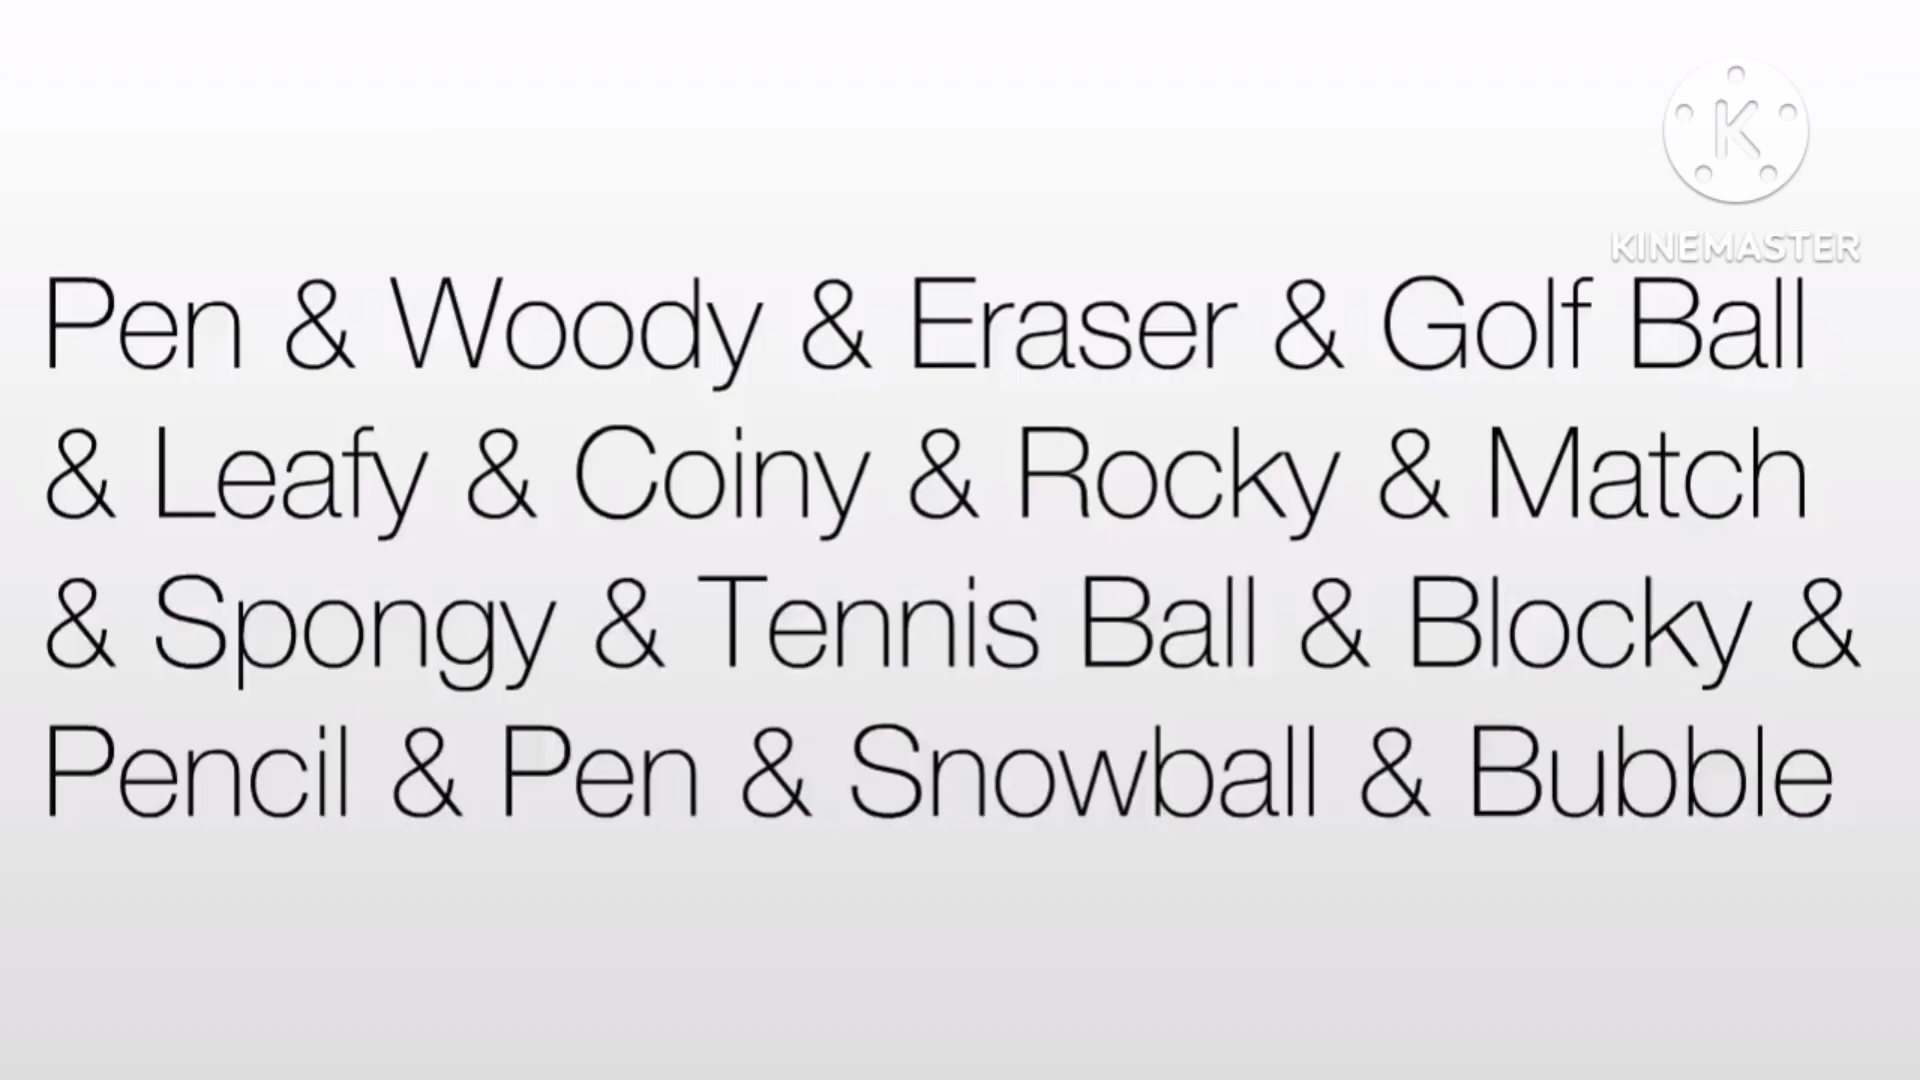 K
KINEMASTER
Pen & Woody & Eraser & Golf Ball
& Leafy & Coiny & Rocky & Match
& Spongy & Tennis Ball & Blocky &
Pencil & Pen & Snowball & Bubble